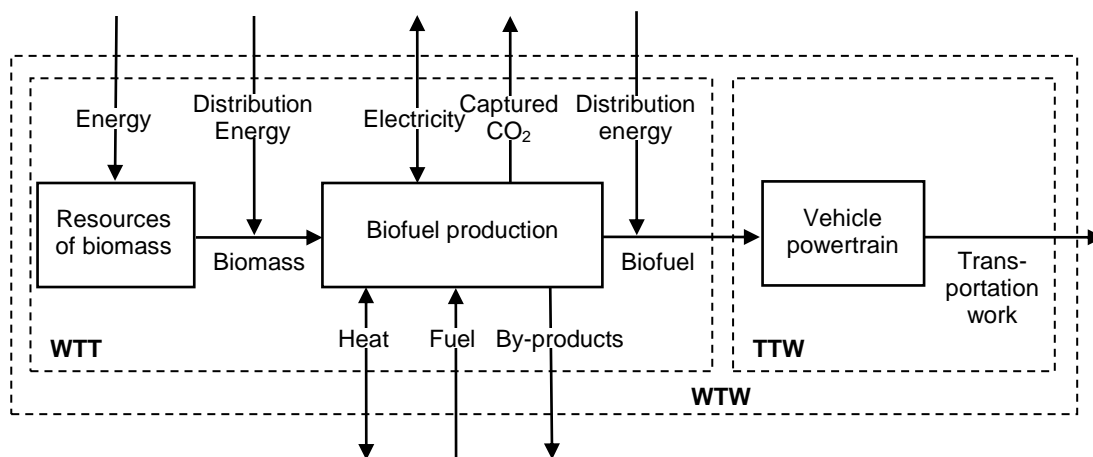 Energy
Distribution
Energy
Electricity
Captured
CO₂
Distribution
energy
Resources
of biomass
Biomass
Biofuel production
Biofuel
Vehicle
powertrain
Trans-
portation
work
Heat
Fuel
By-products
WTT
TTW
WTW